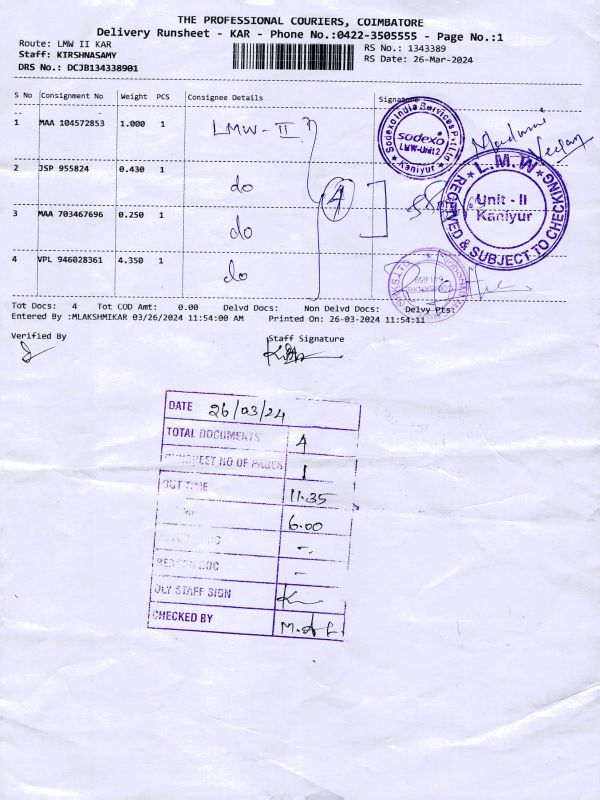 THE PROFESSIONAL COURIERS, COIMBATORE
Delivery Runsheet - KAR - Phone No.:0422-3505555 - Page No.:1
Route: LMW II KAR
RS No.: 1343389
Staff: KIRSHNASAMY
RS Date: 26-Mar-2024
DRS No.: DCJB134338901
S No Consignment No Weight PCS Consignee Details Signature
1 MAA 104572853 1.000 1 LMW - II
2 JSP 955824 0.430 1 do
3 MAA 703467696 0.250 1 do
4 VPL 946028361 4.350 1 do
4
Sodexo India Services Pvt Ltd
sodexo
LMW-Unit2
Kaniyur
L.M.W
Unit - II
Kaniyur
RECEIVED & SUBJECT TO CHECKING
Tot Docs: 4 Tot COD Amt: 0.00 Delvd Docs: Non Delvd Docs: Delvy Pts:
Entered By :MLAKSHMIKAR 03/26/2024 11:54:00 AM Printed On: 26-03-2024 11:54:11
Verified By
Staff Signature
DATE 26/03/24
TOTAL DOCUMENTS 4
NO OF PAGES 1
OUT TIME 11.35
6.00
-.
DOC -
DLY STAFF SIGN
CHECKED BY